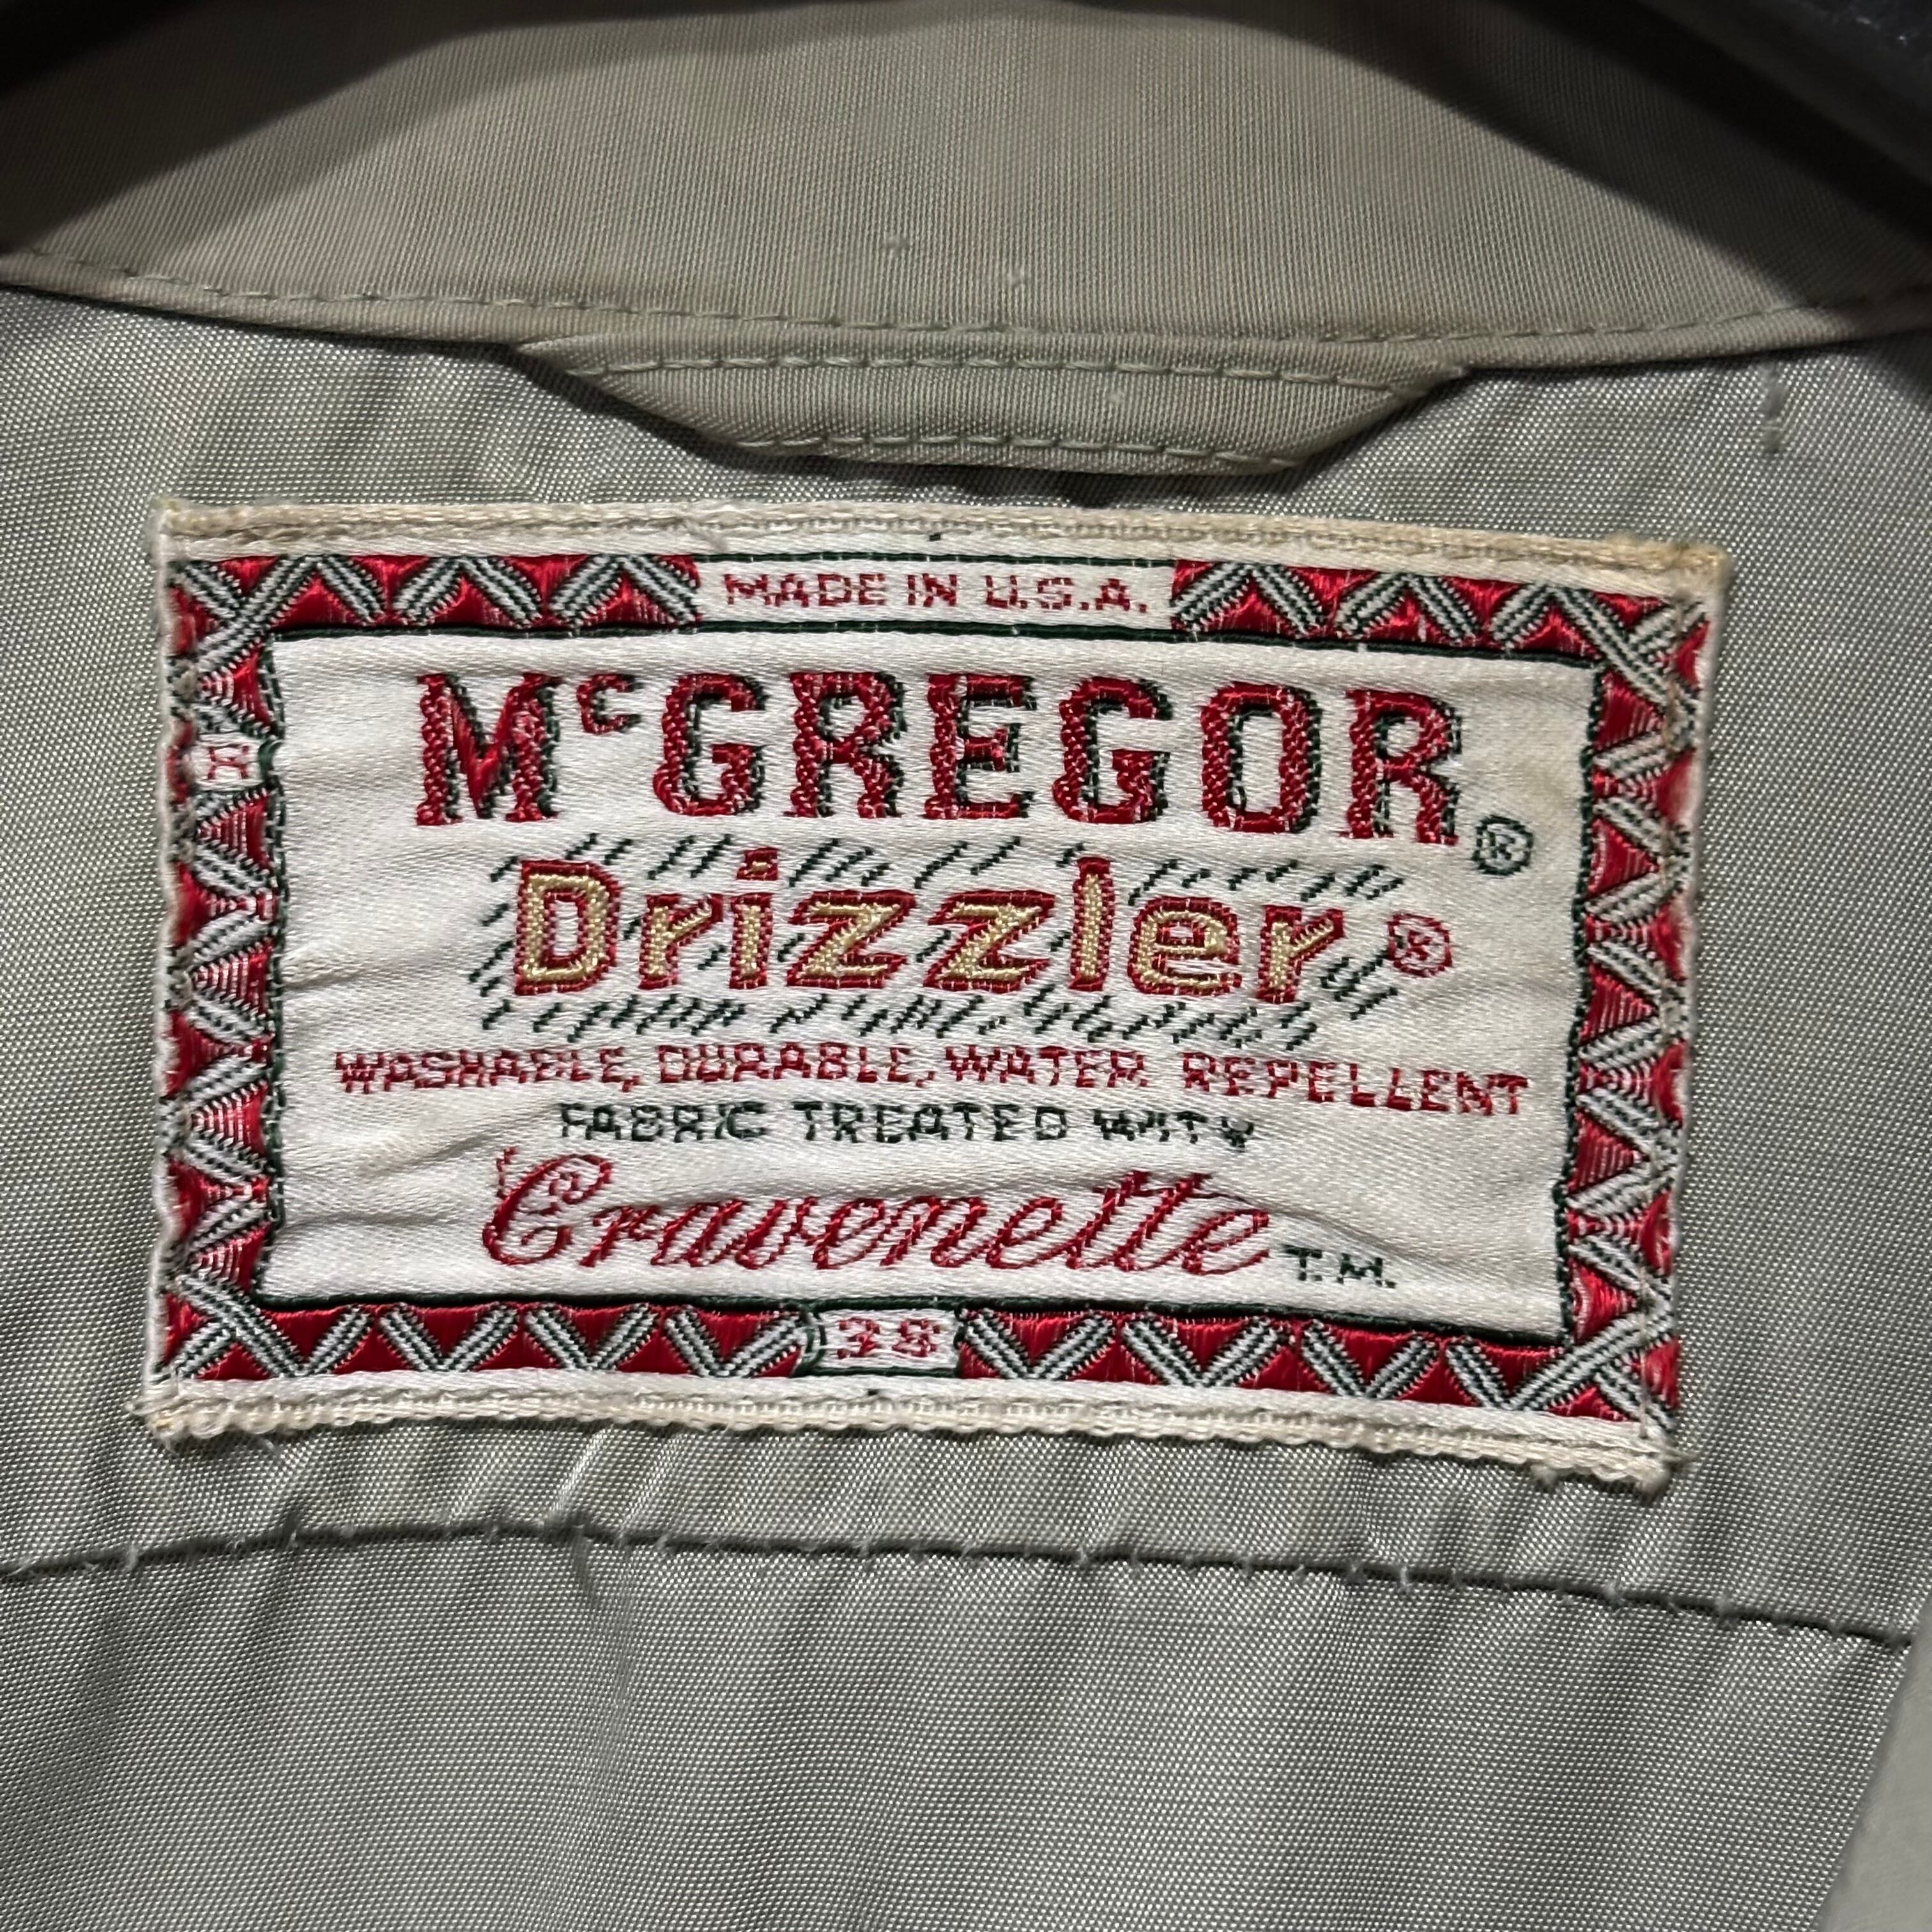 MADE IN U.S.A.
McGREGOR®
Drizzler®
WASHABLE, DURABLE, WATER REPELLENT
FABRIC TREATED WITH
Cravenette T.M.
38